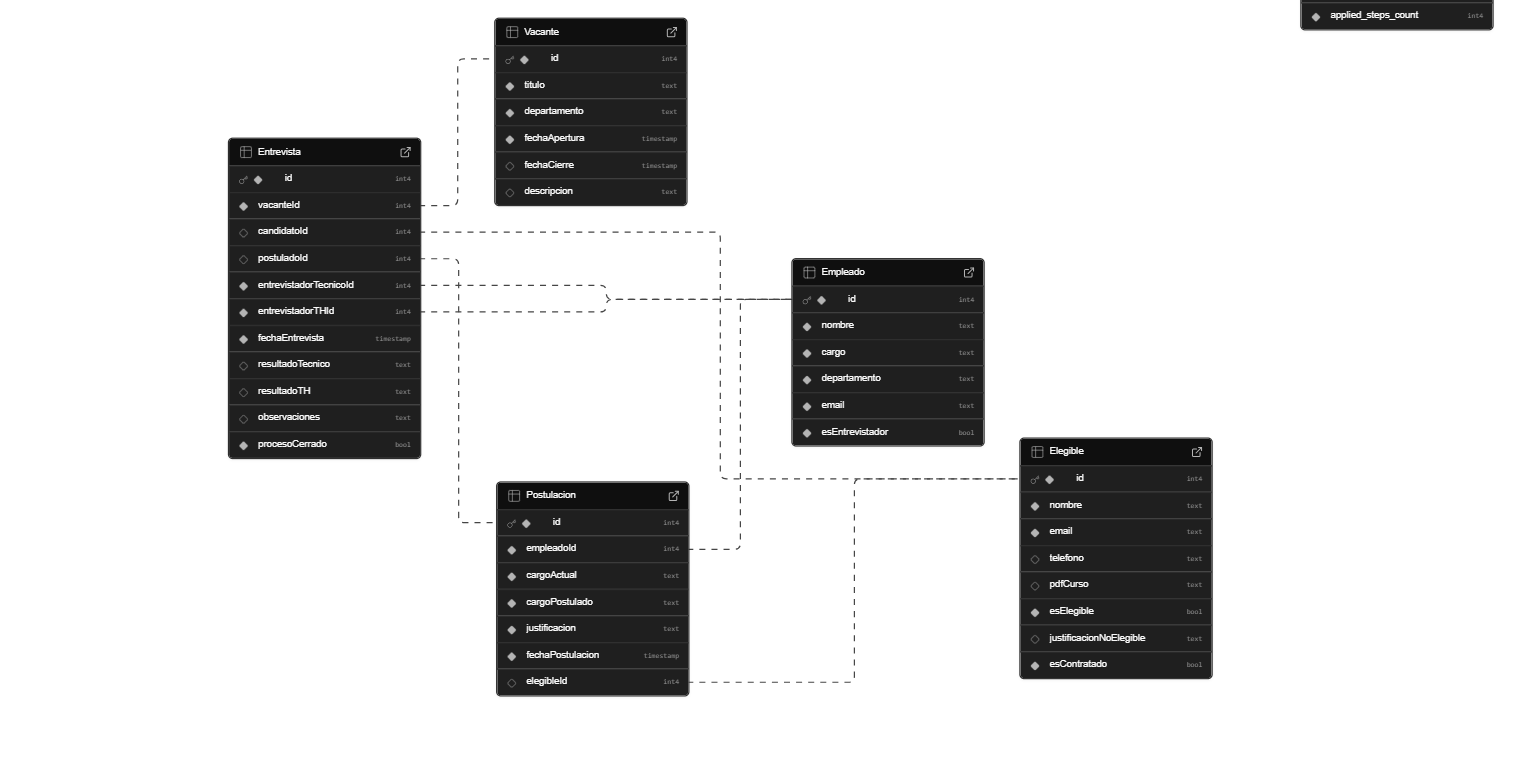 applied_steps_count int4
Vacante
id int4
titulo text
departamento text
fechaApertura timestamp
fechaCierre timestamp
descripcion text
Entrevista
id int4
vacanteId int4
candidatoId int4
postuladoId int4
entrevistadorTecnicoId int4
entrevistadorTHId int4
fechaEntrevista timestamp
resultadoTecnico text
resultadoTH text
observaciones text
procesoCerrado bool
Empleado
id int4
nombre text
cargo text
departamento text
email text
esEntrevistador bool
Postulacion
id int4
empleadoId int4
cargoActual text
cargoPostulado text
justificacion text
fechaPostulacion timestamp
elegibleId int4
Elegible
id int4
nombre text
email text
telefono text
pdfCurso text
esElegible bool
justificacionNoElegible text
esContratado bool